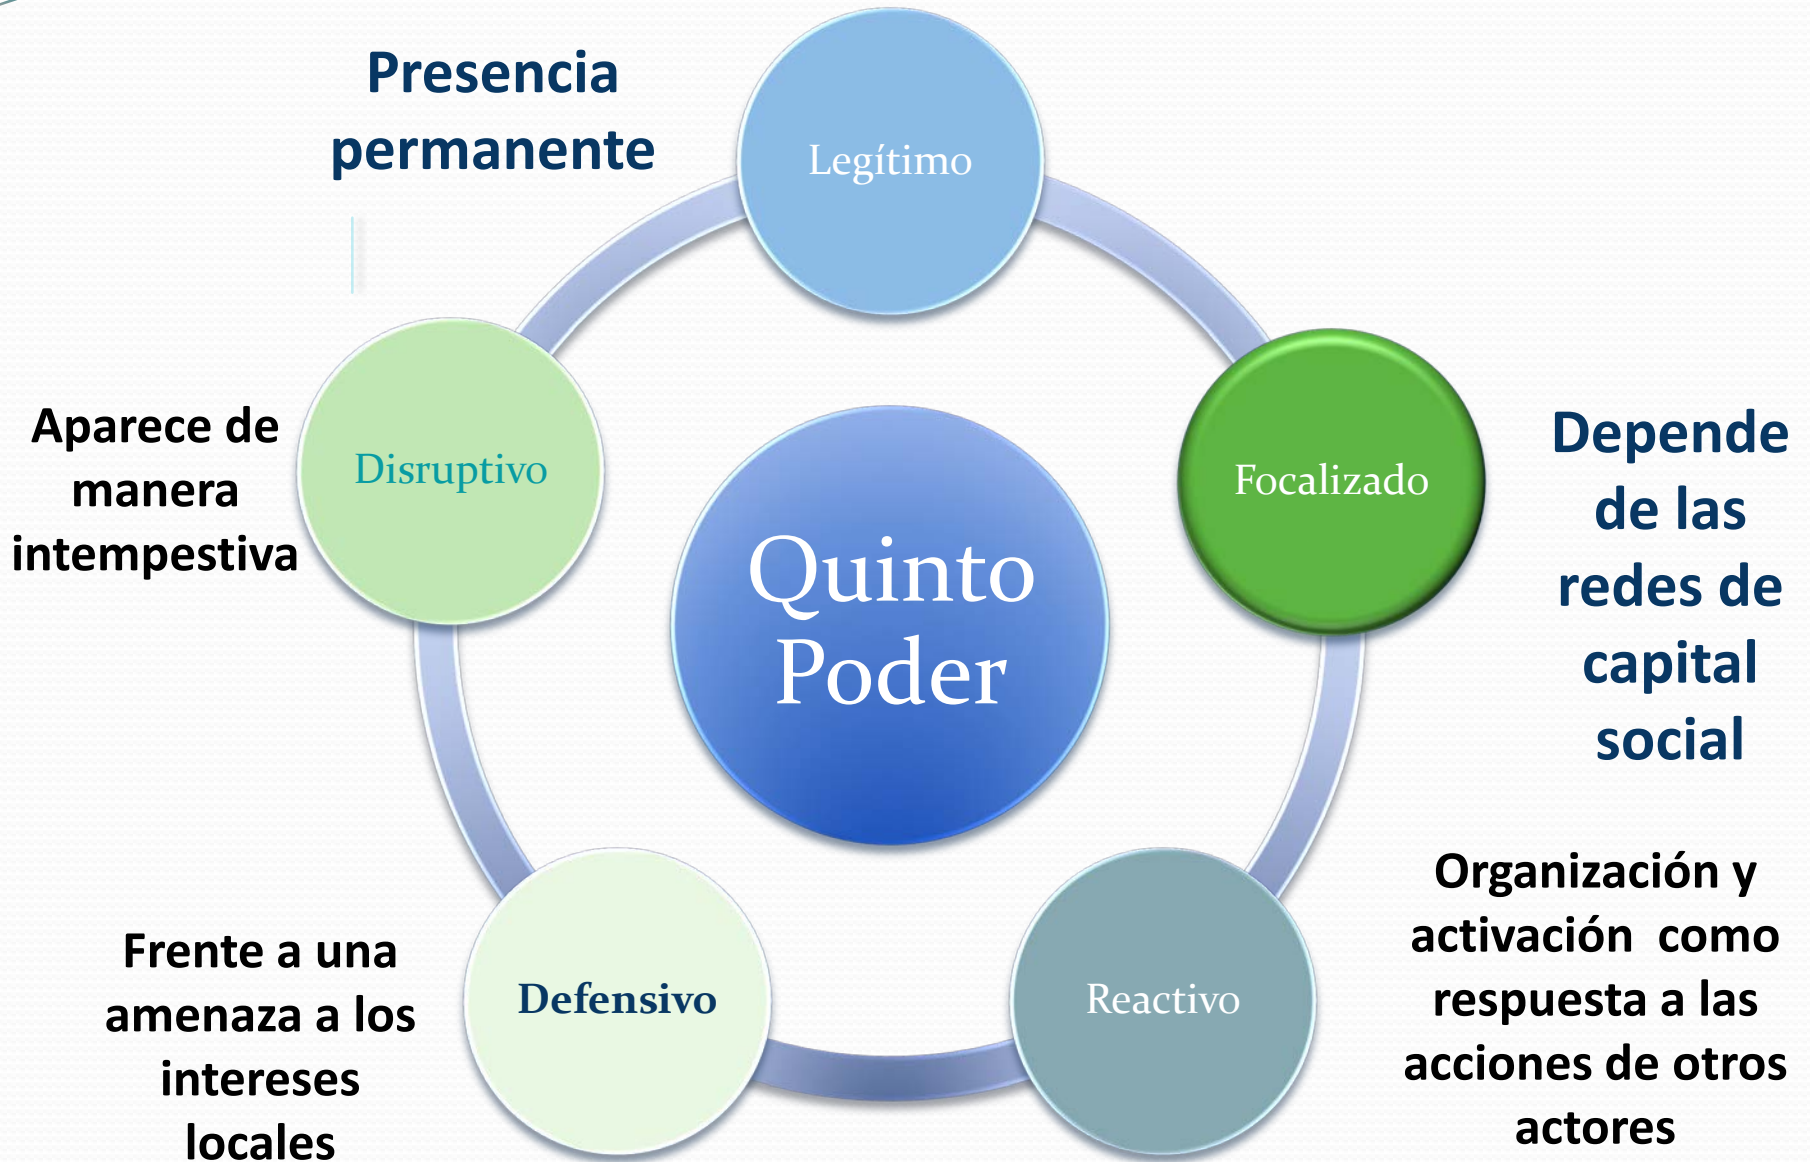 Presencia
permanente
Legítimo
Disruptivo
Aparece de
manera
intempestiva
Focalizado
Depende
de las
redes de
capital
social
Quinto
Poder
Defensivo
Frente a una
amenaza a los
intereses
locales
Reactivo
Organización y
activación como
respuesta a las
acciones de otros
actores